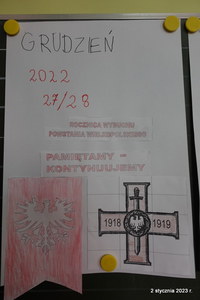 GRUDZIEŃ
2022
27/28
ROCZNICA WYBUCHU
POWSTANIA WIELKOPOLSKIEGO
PAMIĘTAMY -
KONTYNUUJEMY
1918 1919
2 stycznia 2023 r.